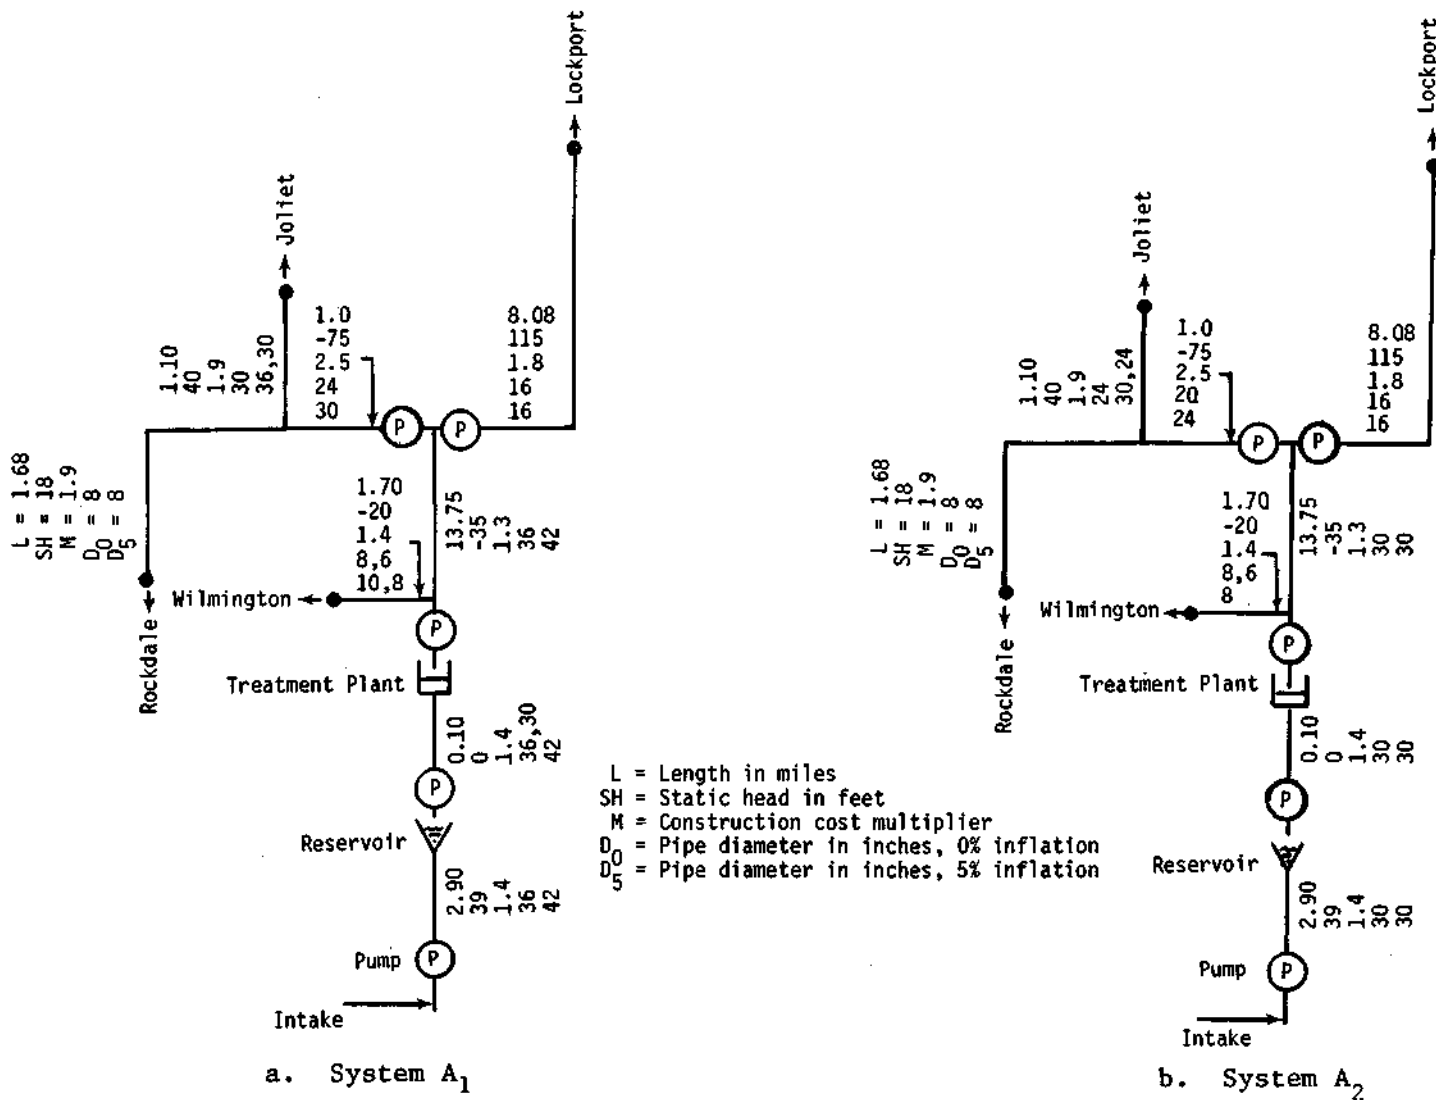 Lockport
Joliet
1.10
40
1.9
30
36,30
1.0
-75
2.5
24
30
8.08
115
1.8
16
16
P
P
L = 1.68
SH = 18
M = 1.9
D0 = 8
D5 = 8
1.70
-20
1.4
8,6
10,8
13.75
-35
1.3
36
42
Wilmington
Rockdale
P
Treatment Plant
0.10
0
1.4
36,30
42
P
Reservoir
2.90
39
1.4
36
42
Pump
P
Intake
a. System A1
L = Length in miles
SH = Static head in feet
M = Construction cost multiplier
D0 = Pipe diameter in inches, 0% inflation
D5 = Pipe diameter in inches, 5% inflation
Lockport
Joliet
1.10
40
1.9
24
30,24
1.0
-75
2.5
20
24
8.08
115
1.8
16
16
P
P
L = 1.68
SH = 18
M = 1.9
D0 = 8
D5 = 8
1.70
-20
1.4
8,6
8
13.75
-35
1.3
30
30
Wilmington
Rockdale
P
Treatment Plant
0.10
0
1.4
30
30
P
Reservoir
2.90
39
1.4
30
30
Pump
P
Intake
b. System A2